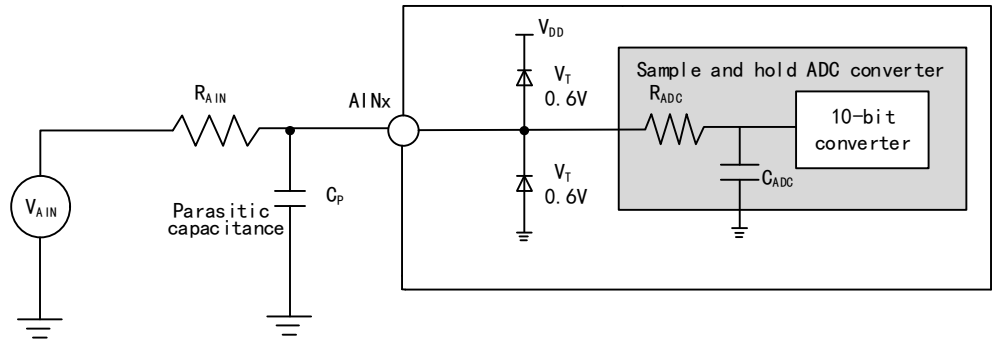 VDD
Sample and hold ADC converter
VT
0.6V
RAIN
AINx
RADC
10-bit
converter
VT
0.6V
CADC
VAIN
Parasitic
capacitance
CP